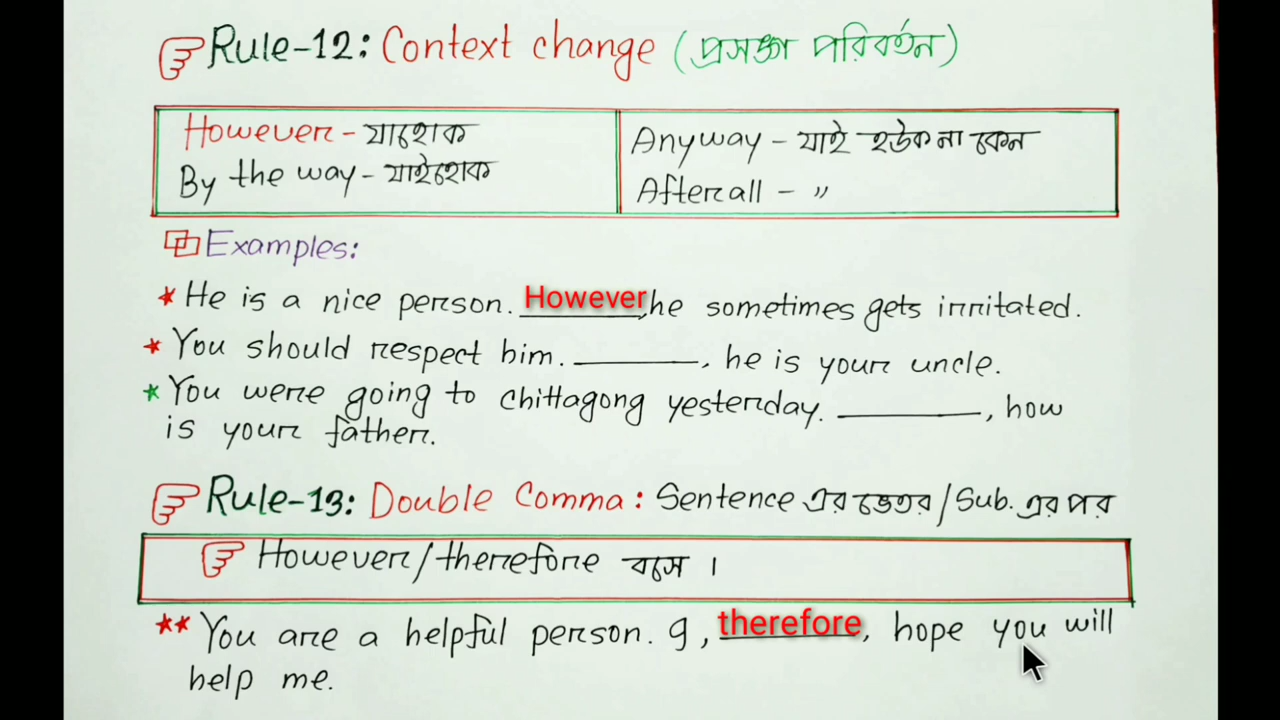 Rule-12: Context change (প্রসঙ্গ পরিবর্তন)
However - যাহোক
By the way - যাইহোক
Anyway - যাই হউক না কেন
After all - "
Examples:
* He is a nice person. However, he sometimes gets irritated.
* You should respect him. ________, he is your uncle.
* You were going to chittagong yesterday. ________, how
is your father.
Rule-13: Double Comma: Sentence এর ভেতর/Sub. এর পর
However/therefore বসে ।
** You are a helpful person. I, therefore, hope you will
help me.